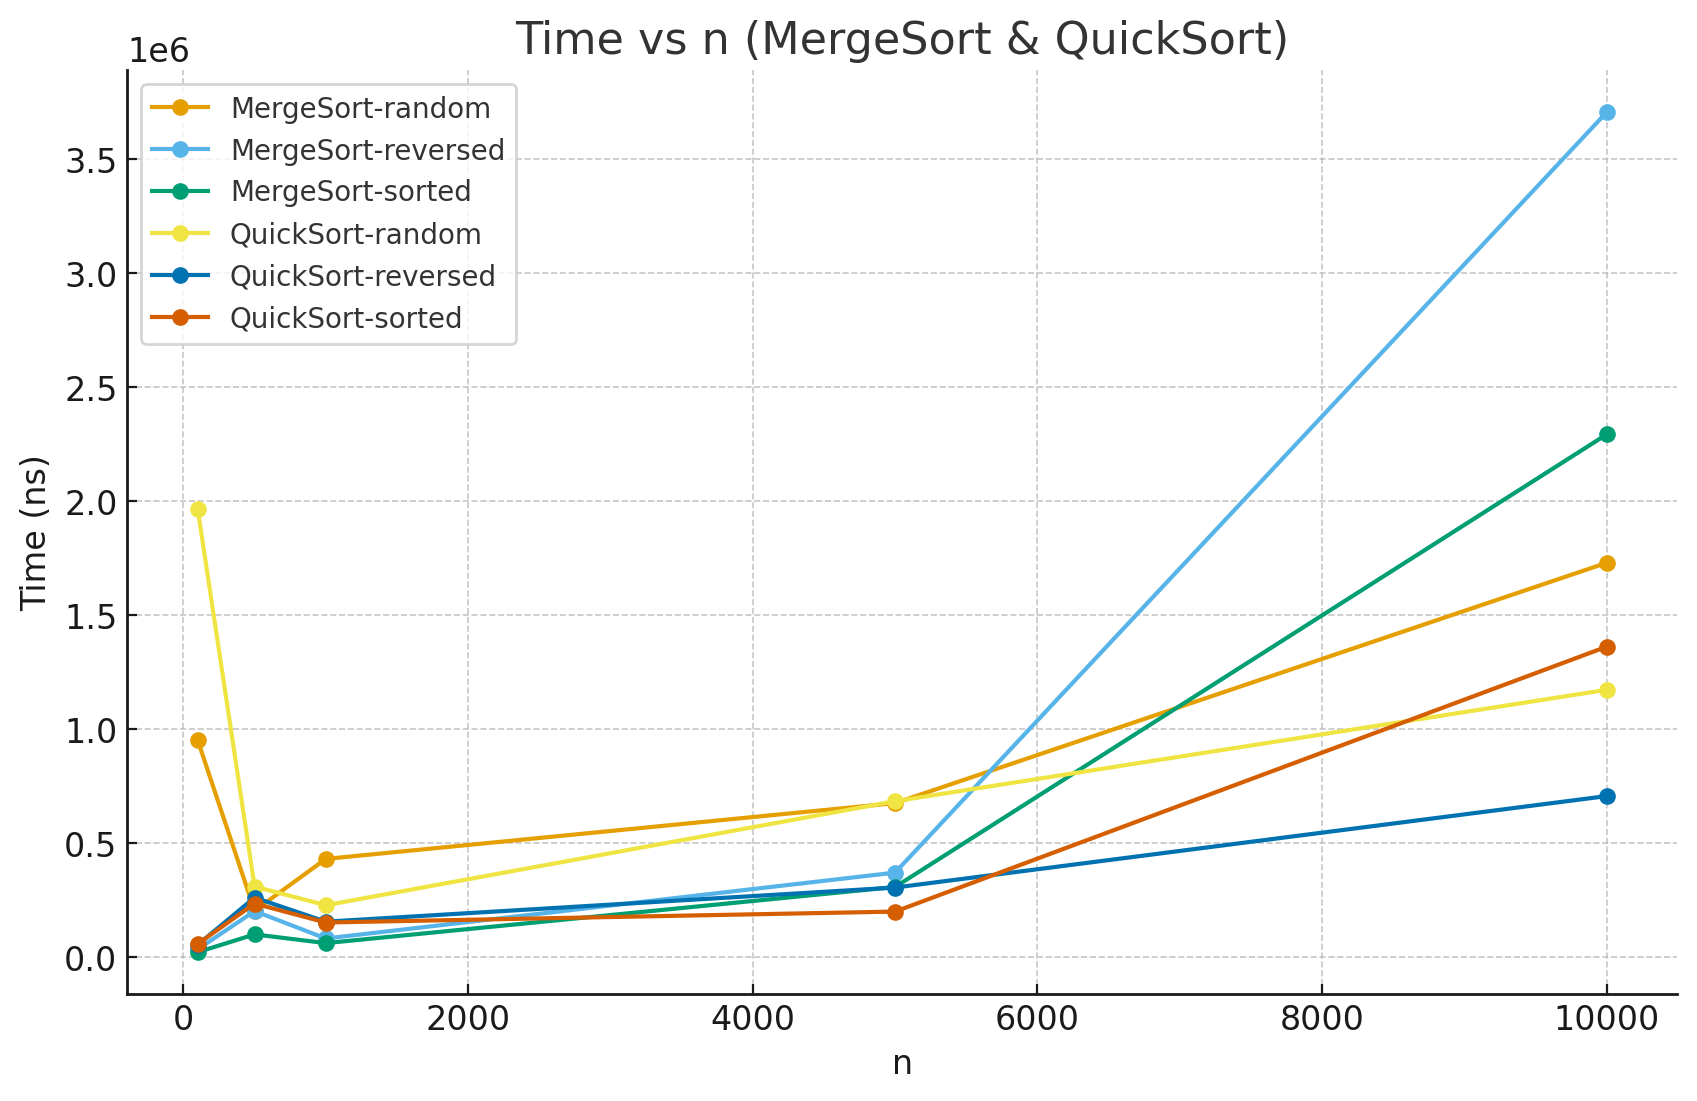 Time vs n (MergeSort & QuickSort)
1e6
MergeSort-random
MergeSort-reversed
MergeSort-sorted
QuickSort-random
QuickSort-reversed
QuickSort-sorted
3.5
3.0
2.5
2.0
1.5
1.0
0.5
0.0
Time (ns)
0 2000 4000 6000 8000 10000
n